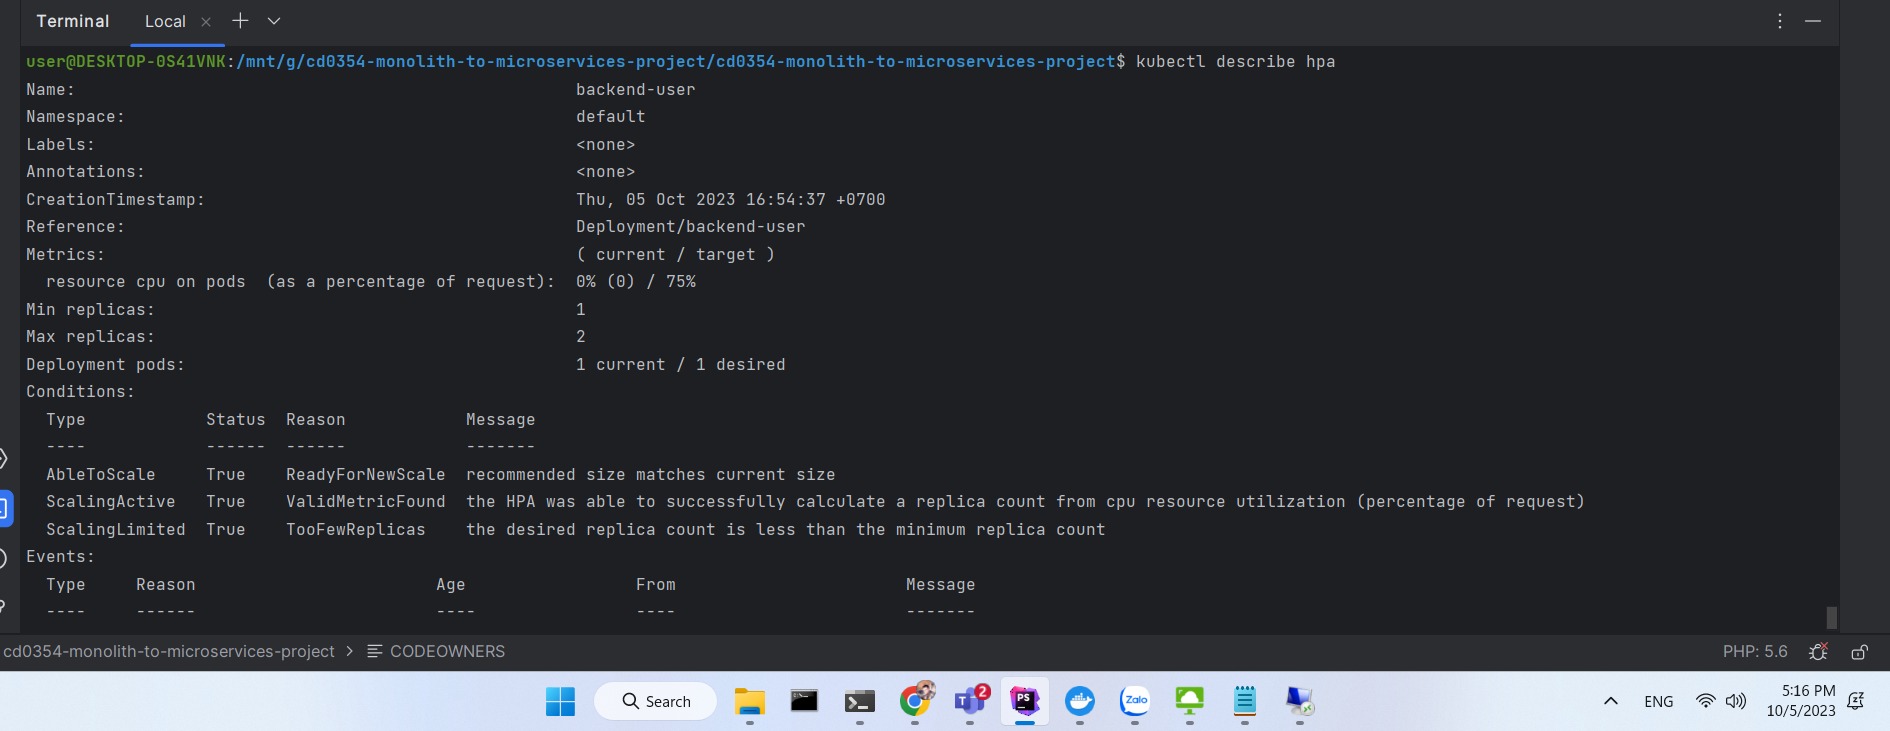 Terminal Local
user@DESKTOP-0S41VNK:/mnt/g/cd0354-monolith-to-microservices-project/cd0354-monolith-to-microservices-project$ kubectl describe hpa
Name: backend-user
Namespace: default
Labels: <none>
Annotations: <none>
CreationTimestamp: Thu, 05 Oct 2023 16:54:37 +0700
Reference: Deployment/backend-user
Metrics: ( current / target )
resource cpu on pods (as a percentage of request): 0% (0) / 75%
Min replicas: 1
Max replicas: 2
Deployment pods: 1 current / 1 desired
Conditions:
Type Status Reason Message
---- ------ ------ -------
AbleToScale True ReadyForNewScale recommended size matches current size
ScalingActive True ValidMetricFound the HPA was able to successfully calculate a replica count from cpu resource utilization (percentage of request)
ScalingLimited True TooFewReplicas the desired replica count is less than the minimum replica count
Events:
Type Reason Age From Message
---- ------ ---- ---- -------
cd0354-monolith-to-microservices-project > CODEOWNERS PHP: 5.6
Search T 2 PS Zalo ENG 5:16 PM
10/5/2023